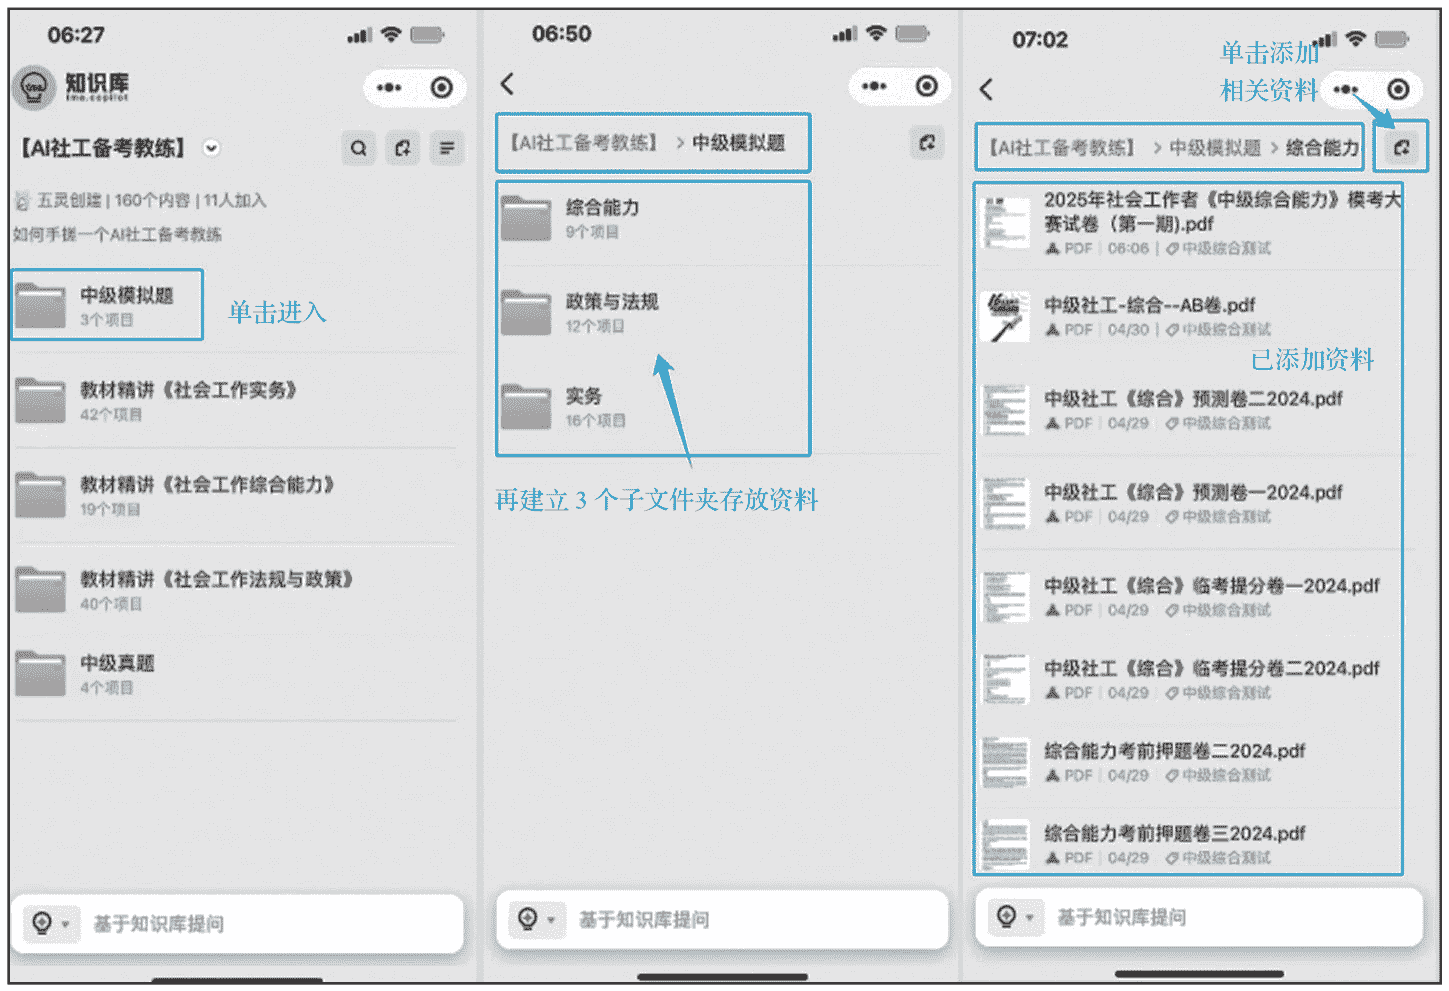 06:27
知识库
ima.copilot
【AI社工备考教练】
五灵创建 | 160个内容 | 11人加入
如何手搓一个AI社工备考教练
中级模拟题
3个项目
单击进入
教材精讲《社会工作实务》
42个项目
教材精讲《社会工作综合能力》
19个项目
教材精讲《社会工作法规与政策》
40个项目
中级真题
4个项目
基于知识库提问
06:50
【AI社工备考教练】 > 中级模拟题
综合能力
9个项目
政策与法规
12个项目
实务
16个项目
再建立 3 个子文件夹存放资料
基于知识库提问
07:02
单击添加
相关资料
【AI社工备考教练】 > 中级模拟题 > 综合能力
2025年社会工作者《中级综合能力》模考大
赛试卷（第一期).pdf
PDF | 06:06 | 中级综合测试
中级社工-综合--AB卷.pdf
PDF | 04/30 | 中级综合测试
已添加资料
中级社工《综合》预测卷二2024.pdf
PDF | 04/29 中级综合测试
中级社工《综合》预测卷一2024.pdf
PDF | 04/29 中级综合测试
中级社工《综合》临考提分卷一2024.pdf
PDF | 04/29 中级综合测试
中级社工《综合》临考提分卷二2024.pdf
PDF | 04/29 中级综合测试
综合能力考前押题卷二2024.pdf
PDF | 04/29 中级综合测试
综合能力考前押题卷三2024.pdf
PDF | 04/29 中级综合测试
基于知识库提问